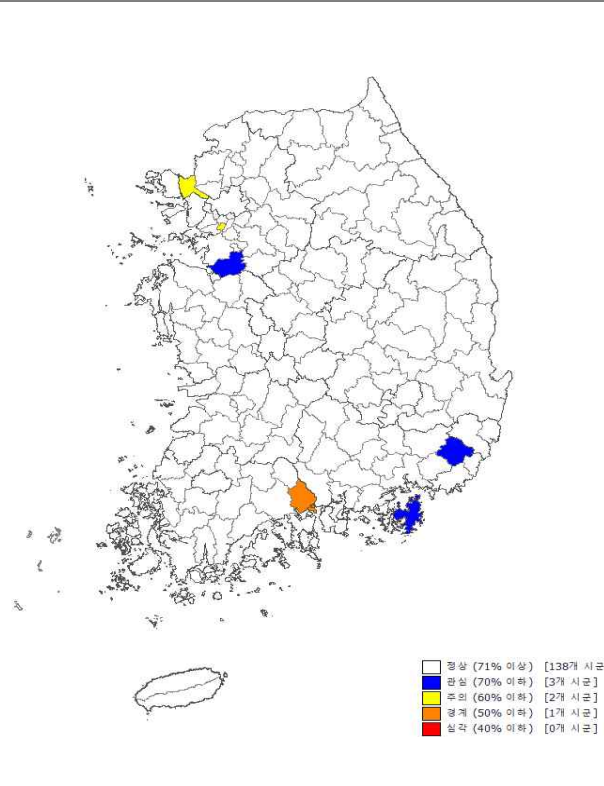 정상 (71% 이상) [138개 시군
관심 (70% 이하) [3개 시군]
주의 (60% 이하) [2개 시군]
경계 (50% 이하) [1개 시군]
심각 (40% 이하) [0개 시군]